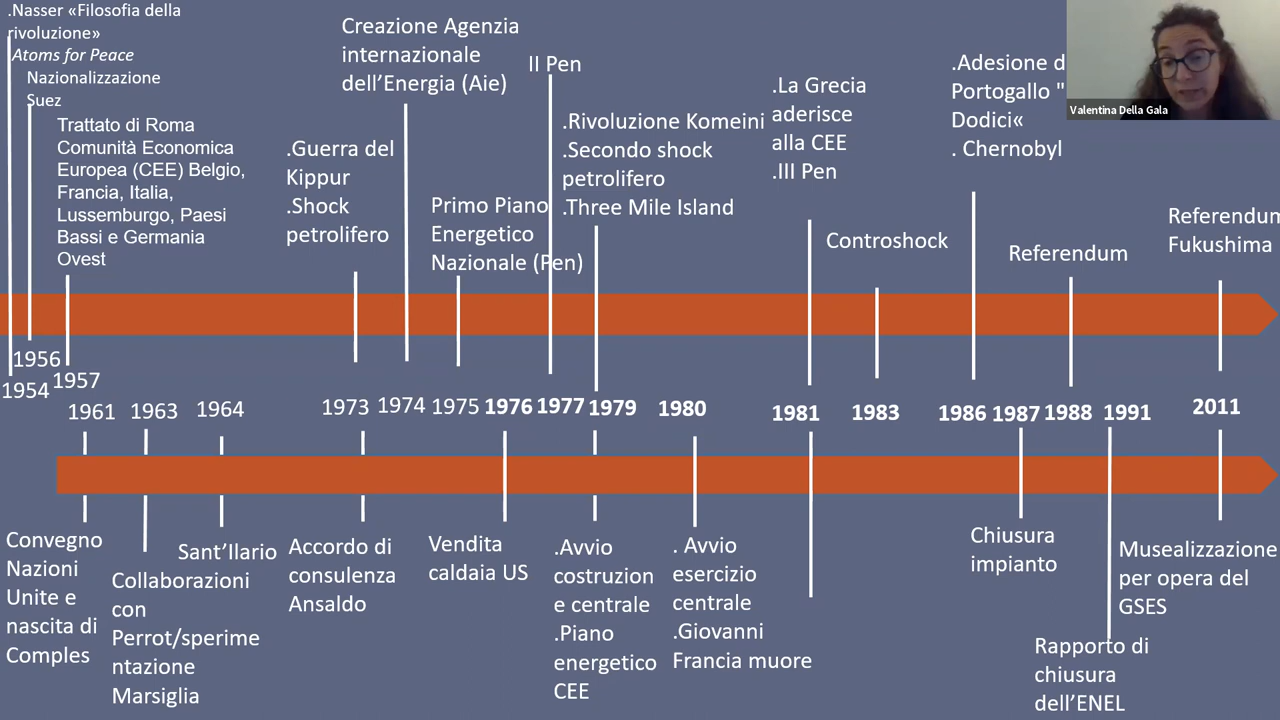 .Nasser «Filosofia della
rivoluzione»
Atoms for Peace
Nazionalizzazione
Suez
Trattato di Roma
Comunità Economica
Europea (CEE) Belgio,
Francia, Italia,
Lussemburgo, Paesi
Bassi e Germania
Ovest
.Guerra del
Kippur
.Shock
petrolifero
Creazione Agenzia
internazionale
dell’Energia (Aie)
Primo Piano
Energetico
Nazionale (Pen)
II Pen
.Rivoluzione Komeini
.Secondo shock
petrolifero
.Three Mile Island
.La Grecia
aderisce
alla CEE
.III Pen
Controshock
.Adesione d
Portogallo "
Dodici«
. Chernobyl
Valentina Della Gala
Referendum
Referendun
Fukushima
1956
1954
1957
1961
1963
1964
1973
1974
1975
1976
1977
1979
1980
1981
1983
1986
1987
1988
1991
2011
Convegno
Nazioni
Unite e
nascita di
Comples
Collaborazioni
con
Perrot/sperime
ntazione
Marsiglia
Sant’Ilario
Accordo di
consulenza
Ansaldo
Vendita
caldaia US
.Avvio
costruzion
e centrale
.Piano
energetico
CEE
. Avvio
esercizio
centrale
.Giovanni
Francia muore
Chiusura
impianto
Rapporto di
chiusura
dell’ENEL
Musealizzazione
per opera del
GSES